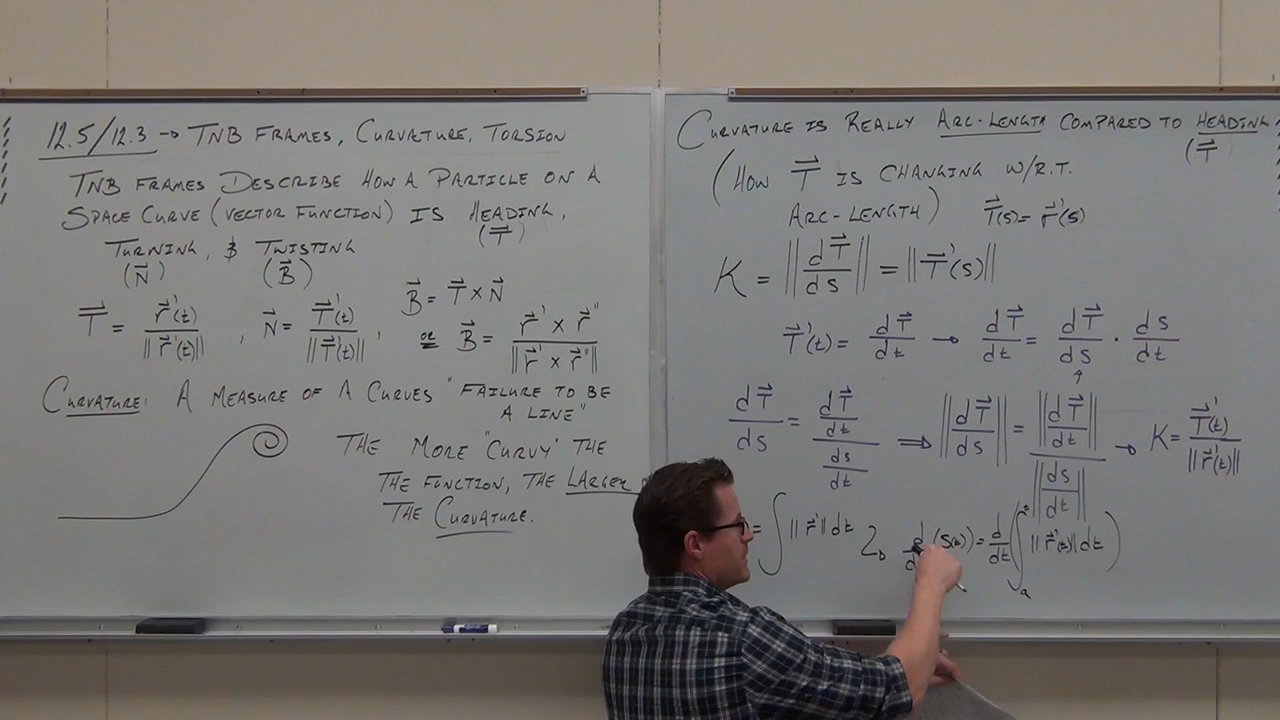 12.5/12.3 → TNB FRAMES, CURVATURE, TORSION
TNB FRAMES DESCRIBE HOW A PARTICLE ON A
SPACE CURVE (VECTOR FUNCTION) IS HEADING,
(T⃗)
TURNING, & TWISTING
(N⃗) (B⃗)
T⃗ = r⃗'(t) / ||r⃗'(t)|| , N⃗ = T⃗'(t) / ||T⃗'(t)|| , B⃗ = T⃗ × N⃗
OR B⃗ = r⃗' × r⃗'' / ||r⃗' × r⃗''||
CURVATURE: A MEASURE OF A CURVES "FAILURE TO BE
A LINE"
THE MORE "CURVY" THE
THE FUNCTION, THE LARGER
THE CURVATURE.
CURVATURE IS REALLY ARC-LENGTH COMPARED TO HEADING
(T⃗)
(HOW T⃗ IS CHANGING W/R.T.
ARC-LENGTH) T⃗(s) = r⃗'(s)
K = ||dT⃗/ds|| = ||T⃗'(s)||
T⃗'(t) = dT⃗/dt → dT⃗/dt = dT⃗/ds · ds/dt
dT⃗/ds = (dT⃗/dt) / (ds/dt) ⇒ ||dT⃗/ds|| = ||dT⃗/dt|| / ||ds/dt|| → K = T⃗'(t) / ||r⃗'(t)||
= ∫ ||r⃗'|| dt d/d (s(t)) = d/dt (∫a ||r⃗'(t)|| dt)